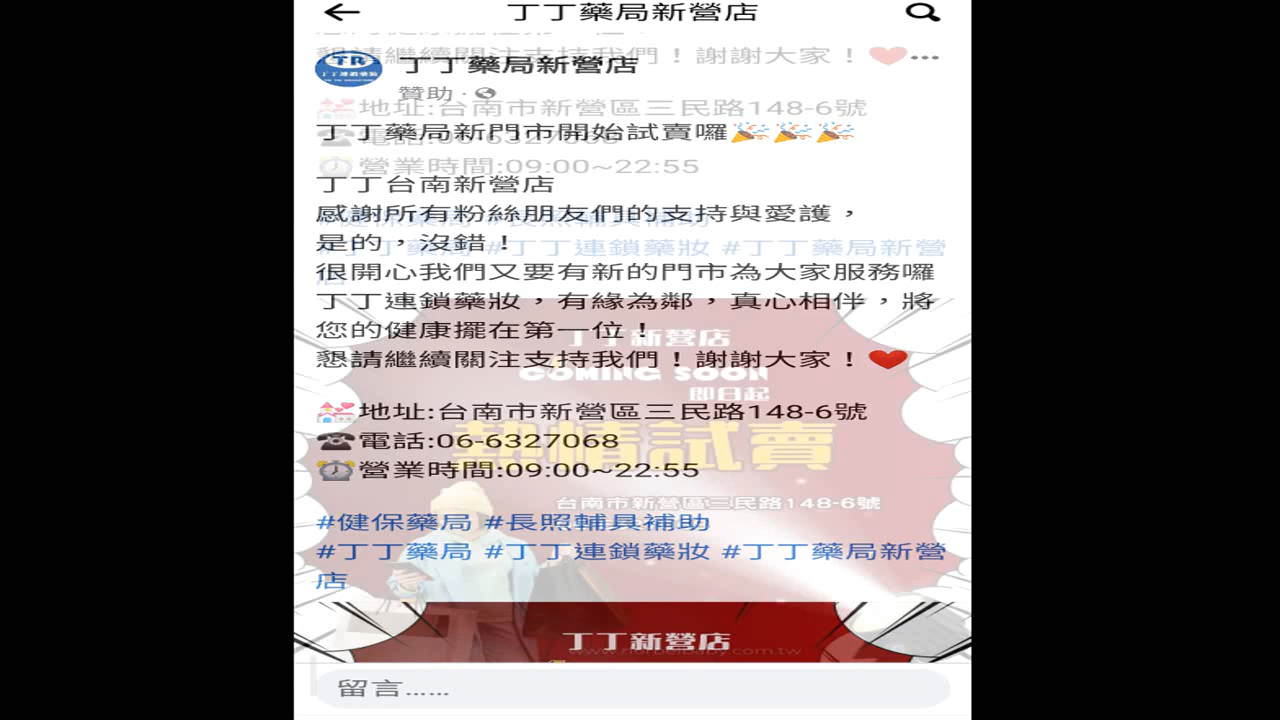 丁丁藥局新營店
丁丁藥局新營店
贊助
丁丁藥局新門市開始試賣囉🎉🎉🎉
丁丁台南新營店
感謝所有粉絲朋友們的支持與愛護，
是的，沒錯！
很開心我們又要有新的門市為大家服務囉
丁丁連鎖藥妝，有緣為鄰，真心相伴，將
您的健康擺在第一位！
懇請繼續關注支持我們！謝謝大家！❤️
💒地址:台南市新營區三民路148-6號
☎電話:06-6327068
⏰營業時間:09:00~22:55
#健保藥局 #長照輔具補助
#丁丁藥局 #丁丁連鎖藥妝 #丁丁藥局新營
店
丁丁新營店
COMING SOON
即日起
熱情試賣
台南市新營區三民路148-6號
丁丁新營店
留言......